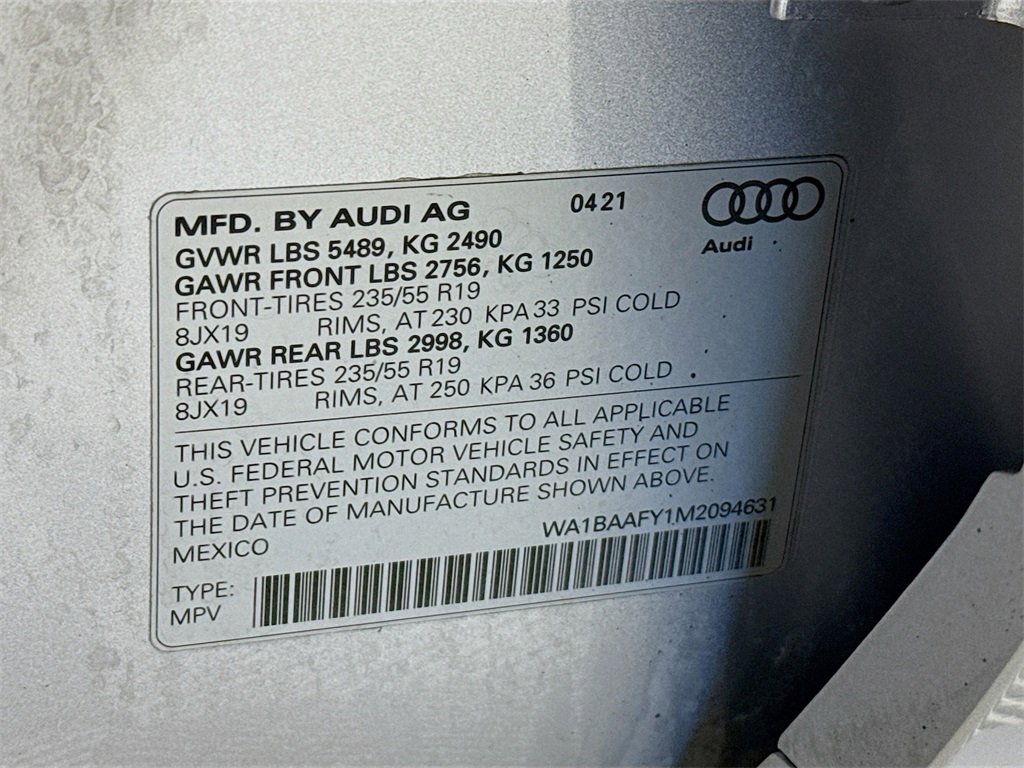 MFD. BY AUDI AG 0421
Audi
GVWR LBS 5489, KG 2490
GAWR FRONT LBS 2756, KG 1250
FRONT-TIRES 235/55 R19
8JX19 RIMS, AT 230 KPA 33 PSI COLD
GAWR REAR LBS 2998, KG 1360
REAR-TIRES 235/55 R19
8JX19 RIMS, AT 250 KPA 36 PSI COLD
THIS VEHICLE CONFORMS TO ALL APPLICABLE
U.S. FEDERAL MOTOR VEHICLE SAFETY AND
THEFT PREVENTION STANDARDS IN EFFECT ON
THE DATE OF MANUFACTURE SHOWN ABOVE.
MEXICO WA1BAAFY1M2094631
TYPE:
MPV